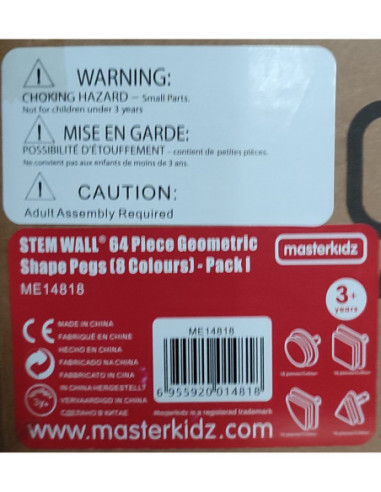 WARNING:
CHOKING HAZARD – Small Parts.
Not for children under 3 years
MISE EN GARDE:
POSSIBILITÉ D'ÉTOUFFEMENT - contient de petites pièces.
Ne convient pas aux enfants de moins de 3 ans.
CAUTION:
Adult Assembly Required
STEM WALL® 64 Piece Geometric
Shape Pegs (8 Colours) - Pack i
ME14818
masterkidz
3+
years
CE
MADE IN CHINA
FABRIQUÉ EN CHINE
HECHO EN CHINA
FABRICADO NA CHINA
FABRICATO IN CINA
IN CHINA HERGESTELLT
VERVAARDIGD IN CHINA
СДЕЛАНО В КИТАЕ
ME14818
6 955920 014818
Masterkidz is a registered trademark
www.masterkidz.com